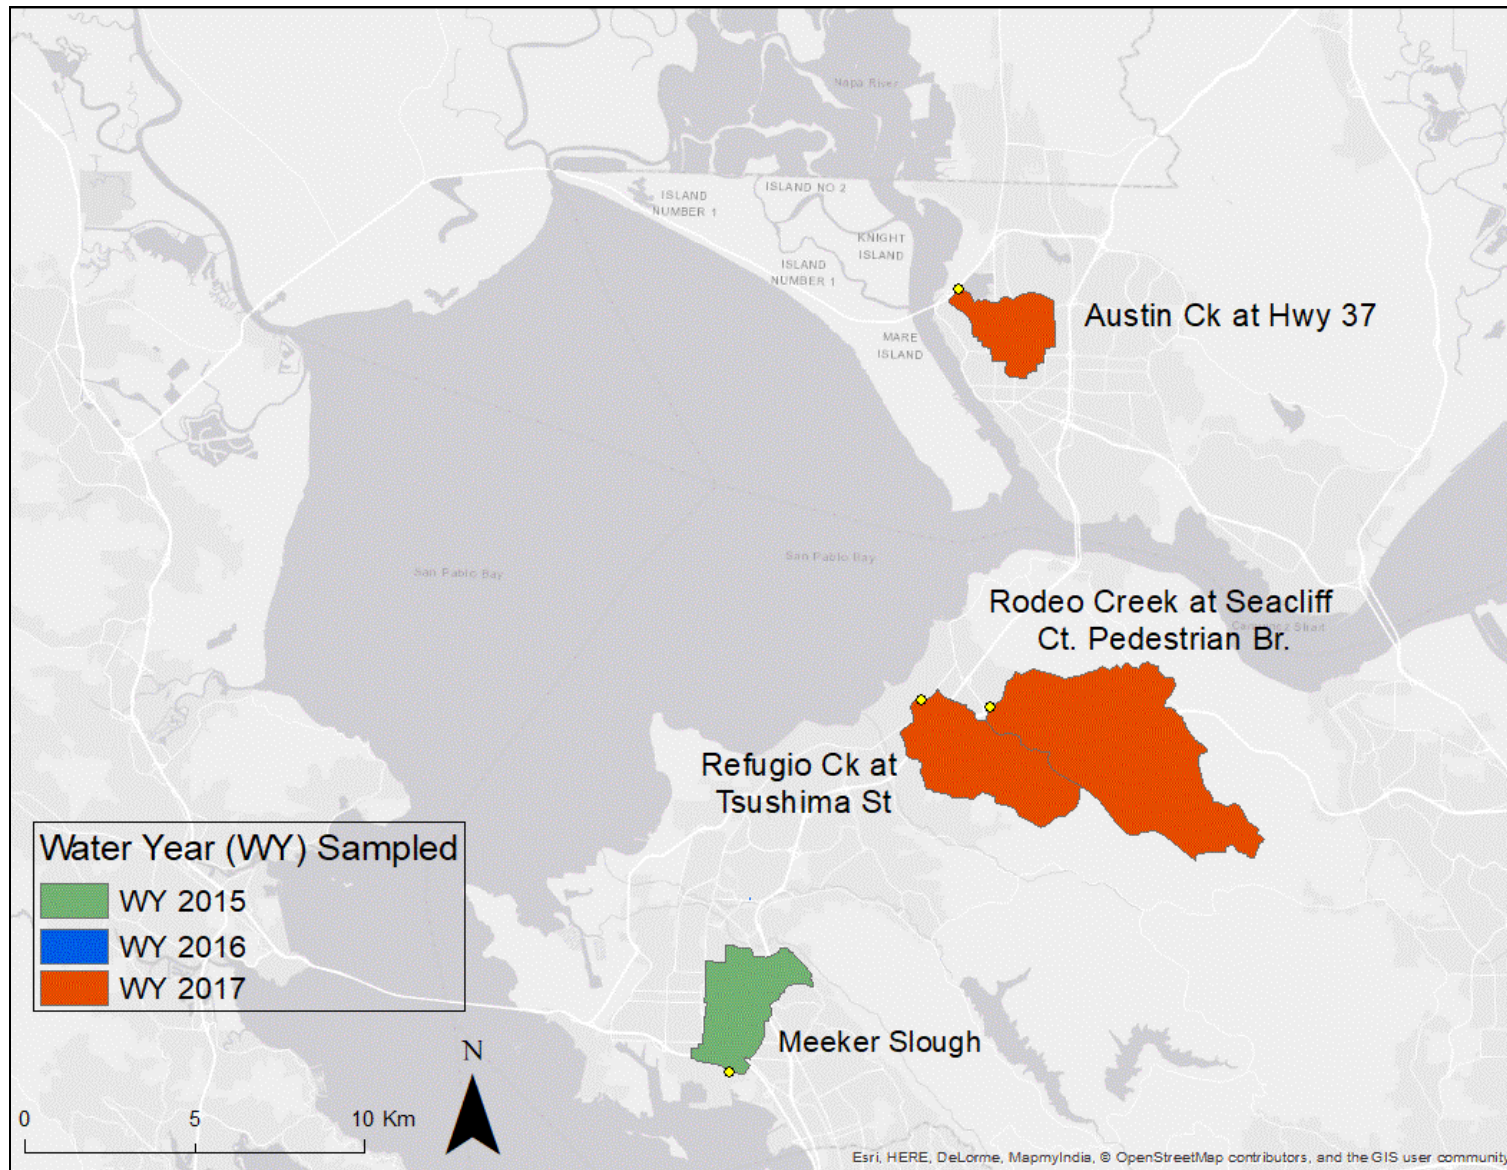 Napa River
ISLAND NO 2
ISLAND
NUMBER 1
KNIGHT
ISLAND
ISLAND
NUMBER 1
Austin Ck at Hwy 37
MARE
ISLAND
San Pablo Bay
San Pablo Bay
Rodeo Creek at Seacliff
Ct. Pedestrian Br.
Carquinez Strait
Refugio Ck at
Tsushima St
Water Year (WY) Sampled
WY 2015
WY 2016
WY 2017
Meeker Slough
N
0 5 10 Km
Esri, HERE, DeLorme, MapmyIndia, © OpenStreetMap contributors, and the GIS user community